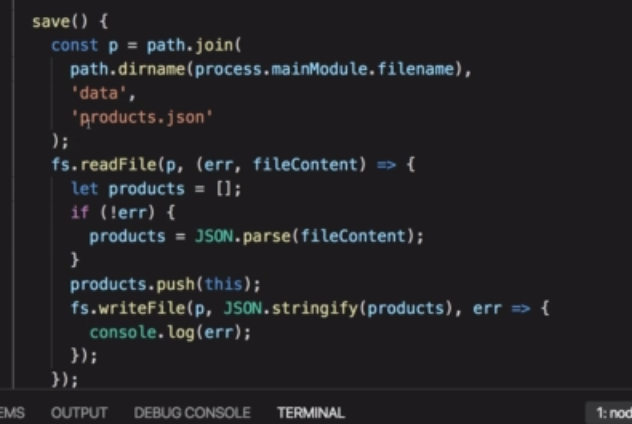 save() {
const p = path.join(
path.dirname(process.mainModule.filename),
'data',
'products.json'
);
fs.readFile(p, (err, fileContent) => {
let products = [];
if (!err) {
products = JSON.parse(fileContent);
}
products.push(this);
fs.writeFile(p, JSON.stringify(products), err => {
console.log(err);
});
});
EMS OUTPUT DEBUG CONSOLE TERMINAL 1: nod